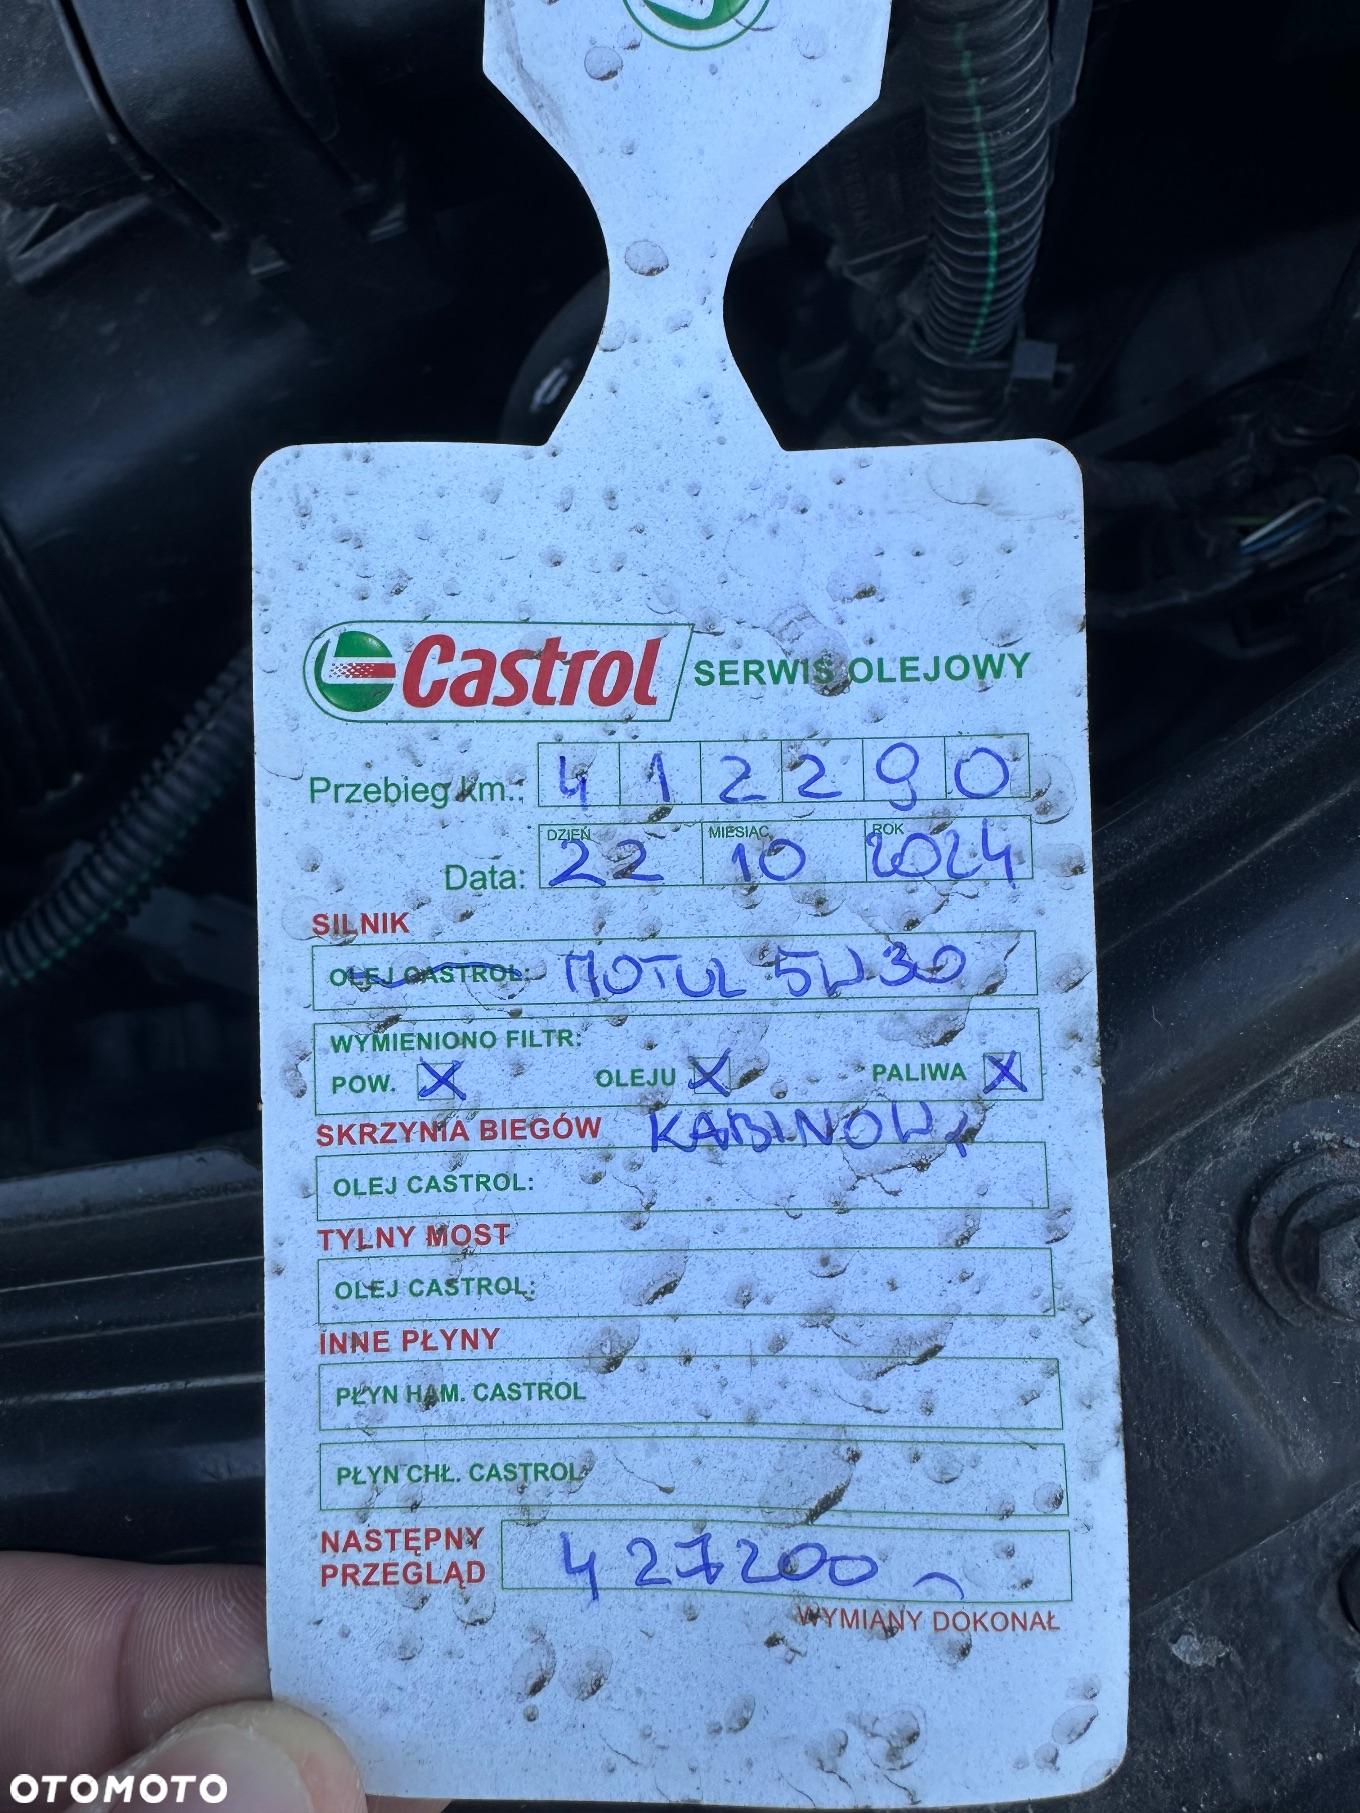 Castrol SERWIS OLEJOWY
Przebieg km.: 412290
DZIEŃ MIESIĄC ROK
Data: 22 10 2024
SILNIK
OLEJ CASTROL: MOTUL 5W30
WYMIENIONO FILTR:
POW. X OLEJU X PALIWA X
SKRZYNIA BIEGÓW KABINOWY
OLEJ CASTROL:
TYLNY MOST
OLEJ CASTROL:
INNE PŁYNY
PŁYN HAM. CASTROL
PŁYN CHŁ. CASTROL
NASTĘPNY
PRZEGLĄD 427200
WYMIANY DOKONAŁ
OTOMOTO